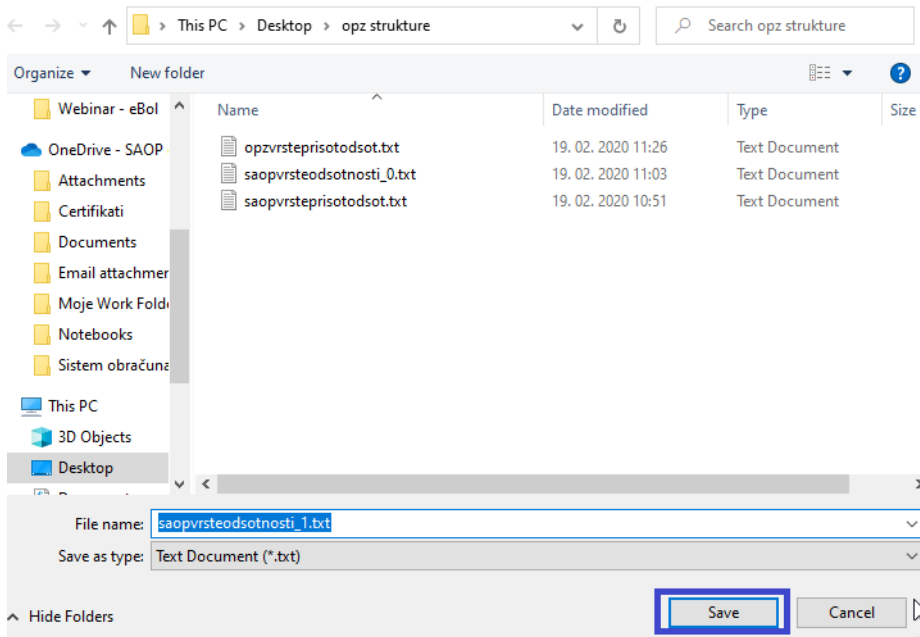 This PC > Desktop > opz strukture
Search opz strukture
Organize
New folder
Name
Date modified
Type
Size
opzvrsteprisotodsot.txt 19. 02. 2020 11:26 Text Document
saopvrsteodsotnosti_0.txt 19. 02. 2020 11:03 Text Document
saopvrsteprisotodsot.txt 19. 02. 2020 10:51 Text Document
Webinar - eBol
OneDrive - SAOP
Attachments
Certifikati
Documents
Email attachmer
Moje Work Fold
Notebooks
Sistem obračuna
This PC
3D Objects
Desktop
File name: saopvrsteodsotnosti_1.txt
Save as type: Text Document (*.txt)
Hide Folders
Save
Cancel